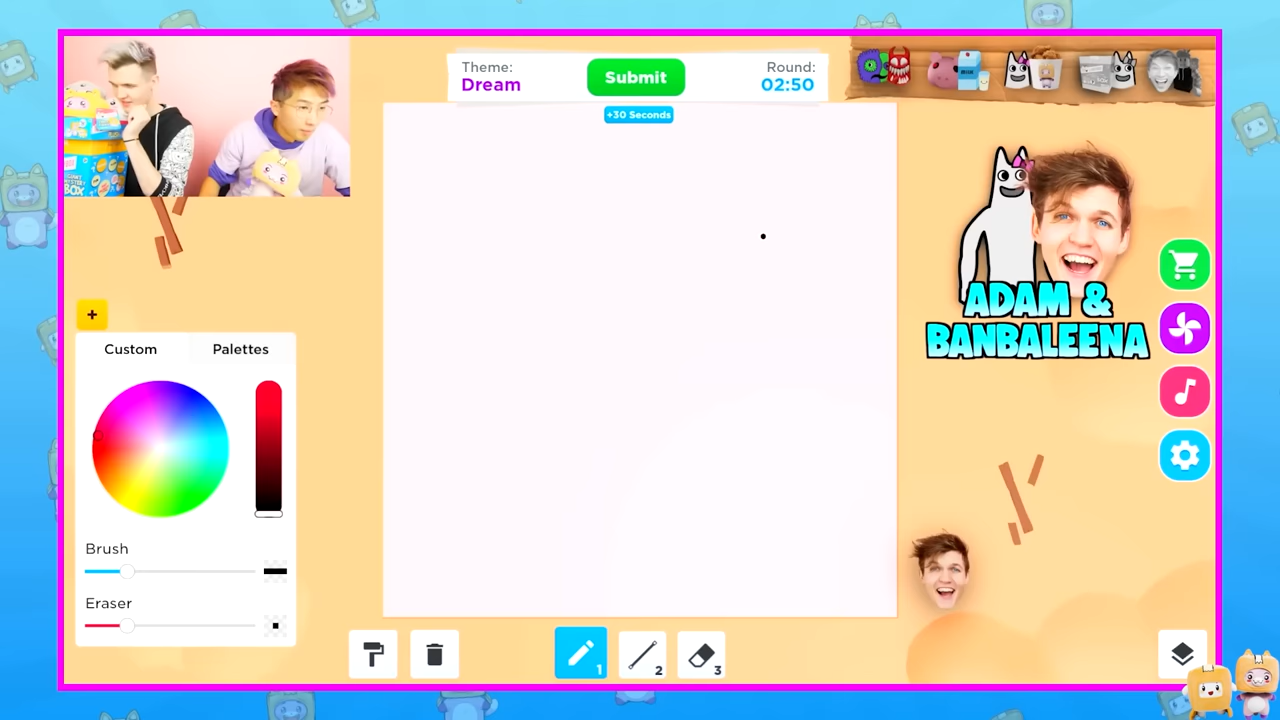 Theme:
Dream
Submit
Round:
02:50
+30 Seconds
ADAM &
BANBALEENA
+
Custom
Palettes
Brush
Eraser
1
2
3